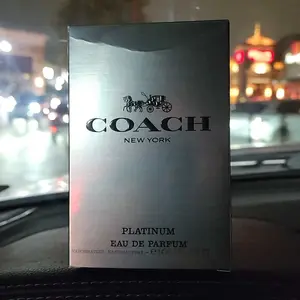 COACH
NEW YORK
PLATINUM
EAU DE PARFUM